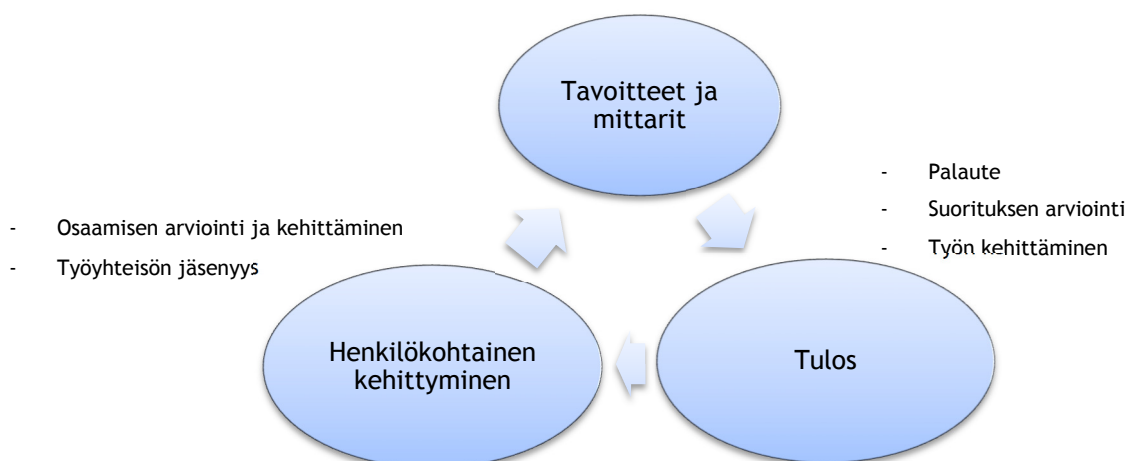 Tavoitteet ja
mittarit
- Palaute
- Suorituksen arviointi
- Työn kehittäminen
- Osaamisen arviointi ja kehittäminen
- Työyhteisön jäsenyys
Henkilökohtainen
kehittyminen
Tulos